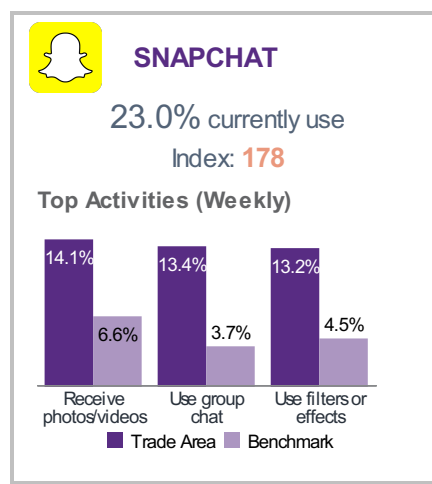 SNAPCHAT
23.0% currently use
Index: 178
Top Activities (Weekly)
14.1%
6.6%
13.4%
3.7%
13.2%
4.5%
Receive
photos/videos
Use group
chat
Use filters or
effects
Trade Area
Benchmark